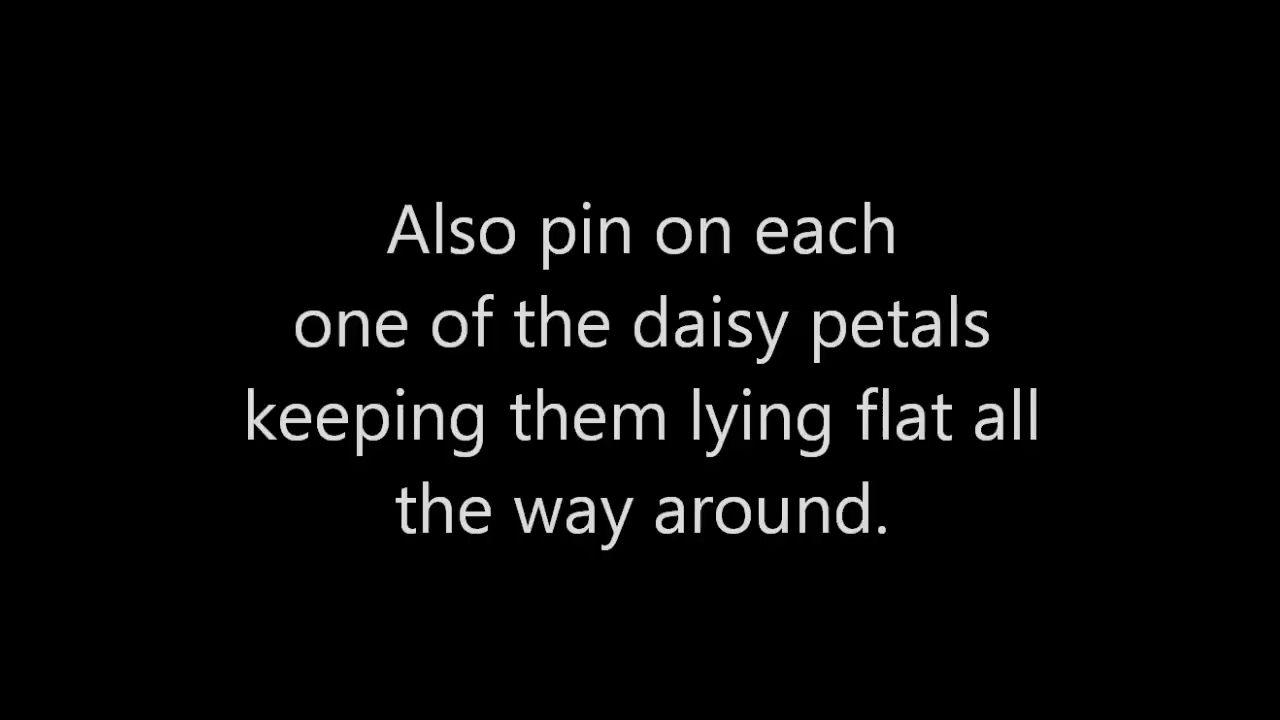 Also pin on each
one of the daisy petals
keeping them lying flat all
the way around.